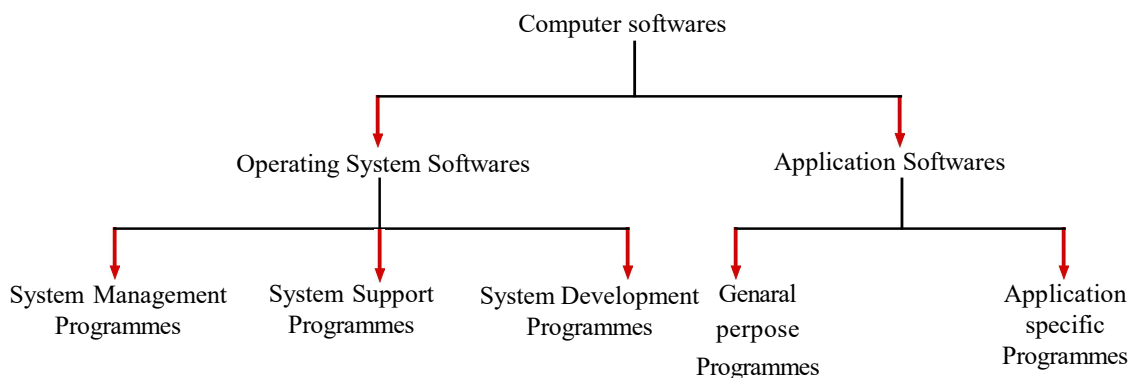 Computer softwares
Operating System Softwares
Application Softwares
System Management
Programmes
System Support
Programmes
System Development
Programmes
Genaral
perpose
Programmes
Application
specific
Programmes